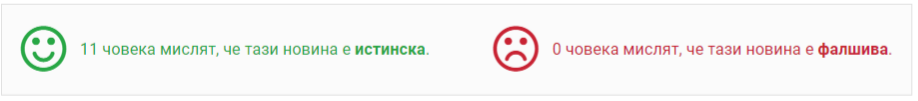 11 човека мислят, че тази новина е истинска.
0 човека мислят, че тази новина е фалшива.